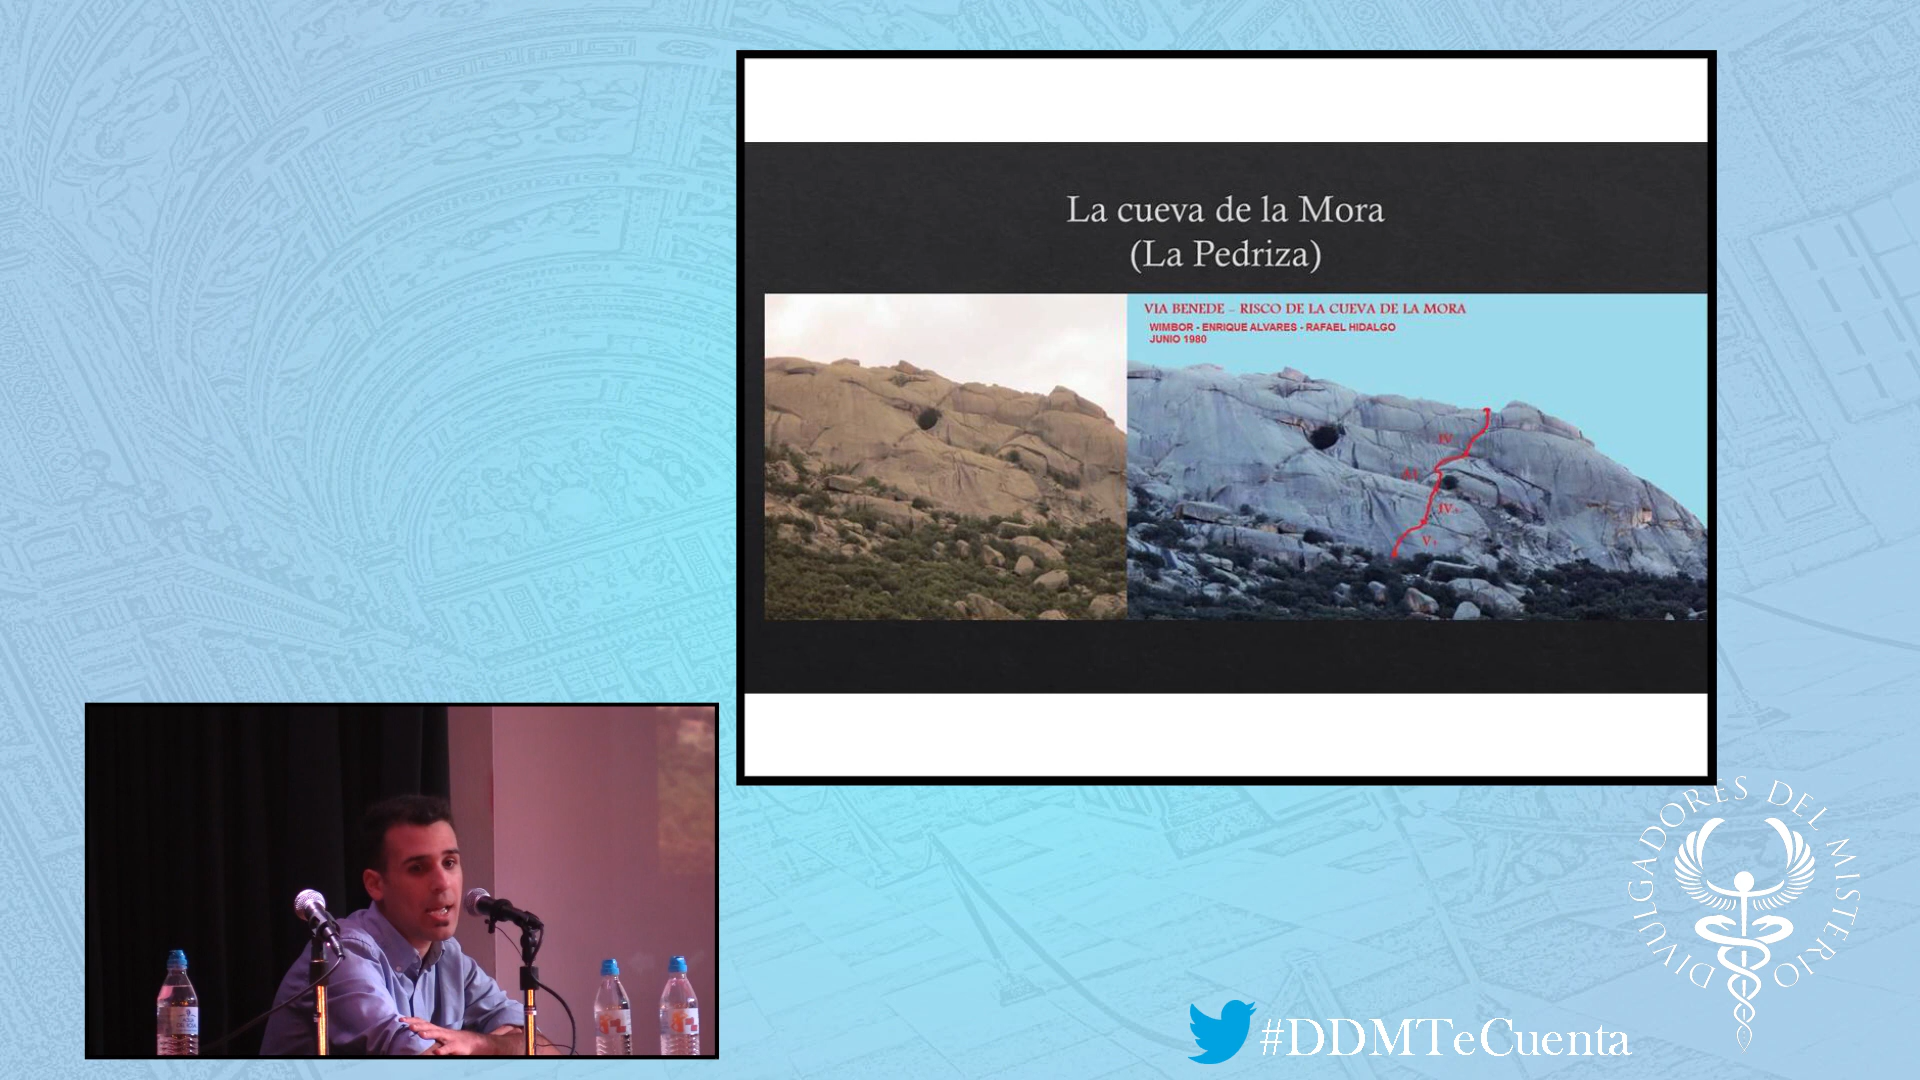 La cueva de la Mora
(La Pedriza)
VIA BENEDE – RISCO DE LA CUEVA DE LA MORA
WIMBOR - ENRIQUE ALVARES - RAFAEL HIDALGO
JUNIO 1980
IV
IV+
V+
DIVULGADORES DEL MISTERIO
#DDMTeCuenta